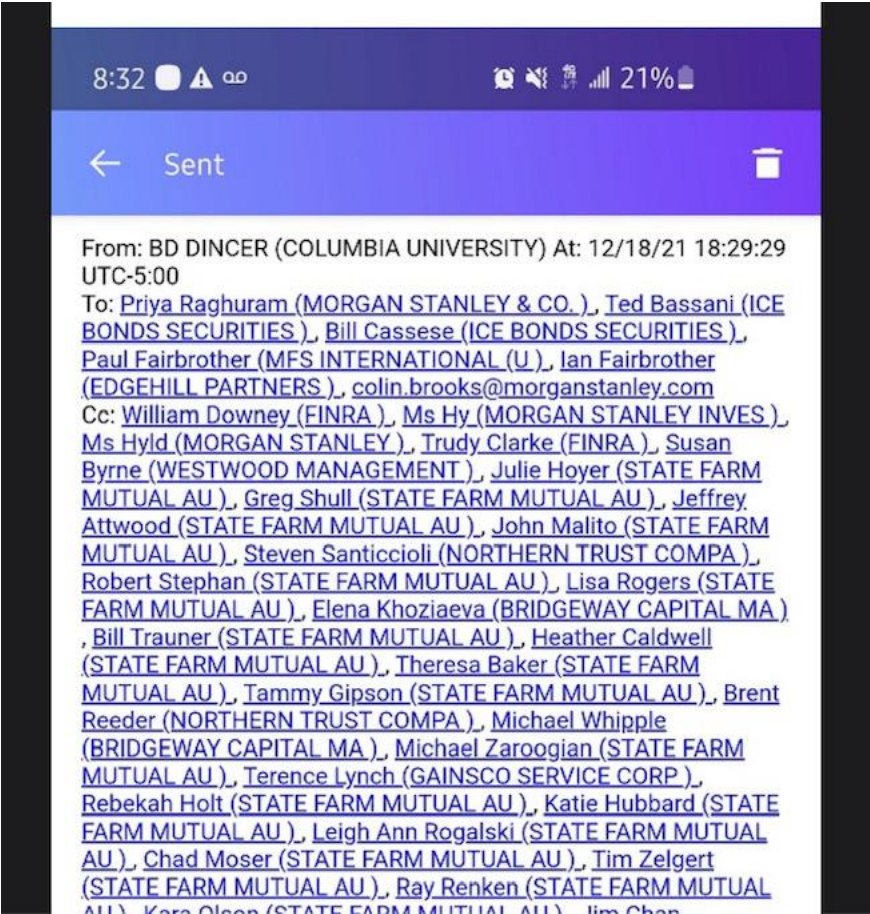 8:32 21%
Sent
From: BD DINCER (COLUMBIA UNIVERSITY) At: 12/18/21 18:29:29
UTC-5:00
To: Priya Raghuram (MORGAN STANLEY & CO. ) , Ted Bassani (ICE
BONDS SECURITIES ) , Bill Cassese (ICE BONDS SECURITIES ) ,
Paul Fairbrother (MFS INTERNATIONAL (U ) , Ian Fairbrother
(EDGEHILL PARTNERS ) , colin.brooks@morganstanley.com
Cc: William Downey (FINRA ) , Ms Hy (MORGAN STANLEY INVES ) ,
Ms Hyld (MORGAN STANLEY ) , Trudy Clarke (FINRA ) , Susan
Byrne (WESTWOOD MANAGEMENT ) , Julie Hoyer (STATE FARM
MUTUAL AU ) , Greg Shull (STATE FARM MUTUAL AU ) , Jeffrey
Attwood (STATE FARM MUTUAL AU ) , John Malito (STATE FARM
MUTUAL AU ) , Steven Santiccioli (NORTHERN TRUST COMPA ) ,
Robert Stephan (STATE FARM MUTUAL AU ) , Lisa Rogers (STATE
FARM MUTUAL AU ) , Elena Khoziaeva (BRIDGEWAY CAPITAL MA )
, Bill Trauner (STATE FARM MUTUAL AU ) , Heather Caldwell
(STATE FARM MUTUAL AU ) , Theresa Baker (STATE FARM
MUTUAL AU ) , Tammy Gipson (STATE FARM MUTUAL AU ) , Brent
Reeder (NORTHERN TRUST COMPA ) , Michael Whipple
(BRIDGEWAY CAPITAL MA ) , Michael Zaroogian (STATE FARM
MUTUAL AU ) , Terence Lynch (GAINSCO SERVICE CORP ) ,
Rebekah Holt (STATE FARM MUTUAL AU ) , Katie Hubbard (STATE
FARM MUTUAL AU ) , Leigh Ann Rogalski (STATE FARM MUTUAL
AU ) , Chad Moser (STATE FARM MUTUAL AU ) , Tim Zelgert
(STATE FARM MUTUAL AU ) , Ray Renken (STATE FARM MUTUAL
AU ) , Kara Olson (STATE FARM MUTUAL AU ) , Jim Chan